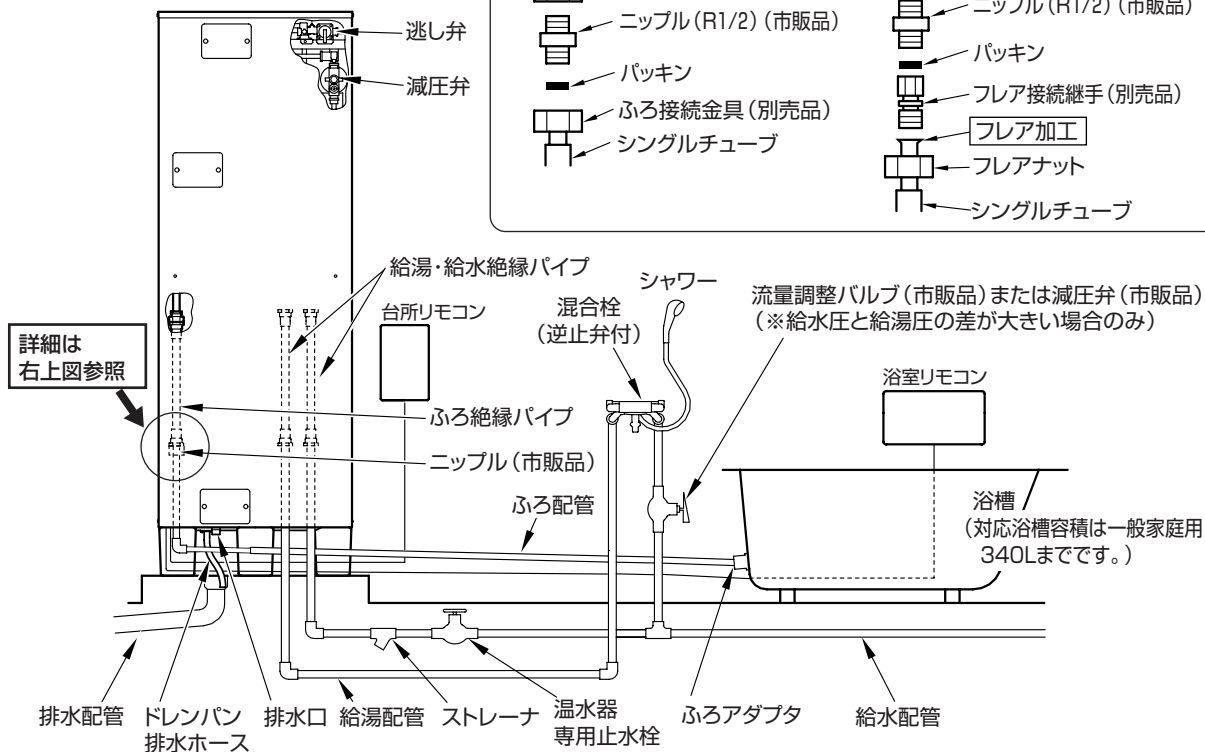 逃し弁
減圧弁
ニップル(R1/2)(市販品)
パッキン
ふろ接続金具(別売品)
シングルチューブ
ニップル(R1/2)(市販品)
パッキン
フレア接続継手(別売品)
フレア加工
フレアナット
シングルチューブ
給湯・給水絶縁パイプ
台所リモコン
シャワー
混合栓
(逆止弁付)
流量調整バルブ(市販品)または減圧弁(市販品)
(※給水圧と給湯圧の差が大きい場合のみ)
浴室リモコン
詳細は
右上図参照
ふろ絶縁パイプ
ニップル(市販品)
ふろ配管
浴槽
(対応浴槽容積は一般家庭用
340Lまでです。)
排水配管
ドレンパン
排水ホース
排水口
給湯配管
ストレーナ
温水器
専用止水栓
ふろアダプタ
給水配管